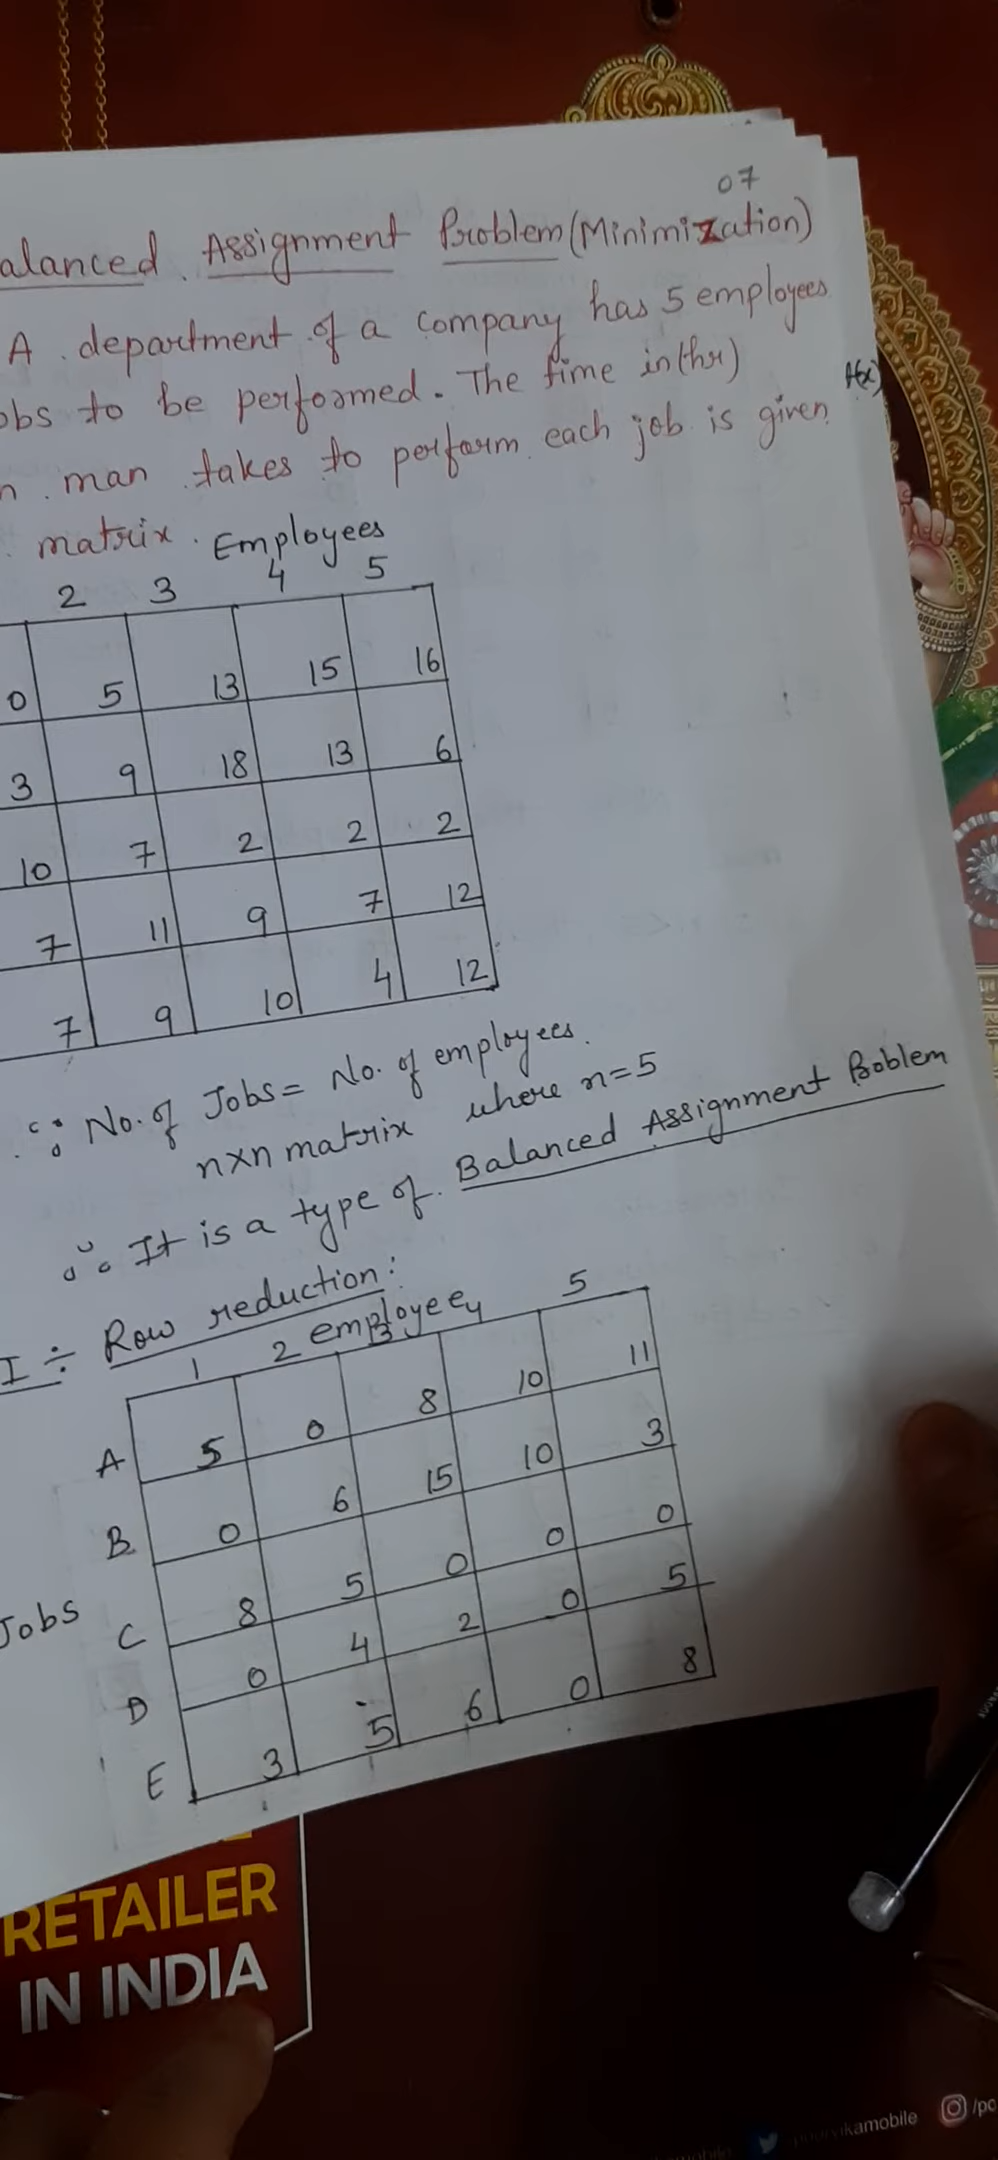 07
alanced Assignment Problem (Minimization)
A department of a company has 5 employees
obs to be performed. The time in (hr)
n man takes to perform each job is given
matrix. Employees
2 3 4 5
0 5 13 15 16
3 9 18 13 6
10 7 2 2 2
7 11 9 7 12
7 9 10 4 12
∵ No. of Jobs = No. of employees.
n×n matrix where n=5
∴ It is a type of Balanced Assignment Problem
I ÷ Row reduction:
employee
1 2 3 4 5
A 5 0 8 10 11
B 0 6 15 10 3
Jobs
C 8 5 0 0 0
D 0 4 2 0 5
E 3 5 6 0 8
RETAILER
IN INDIA
kamobile
/po